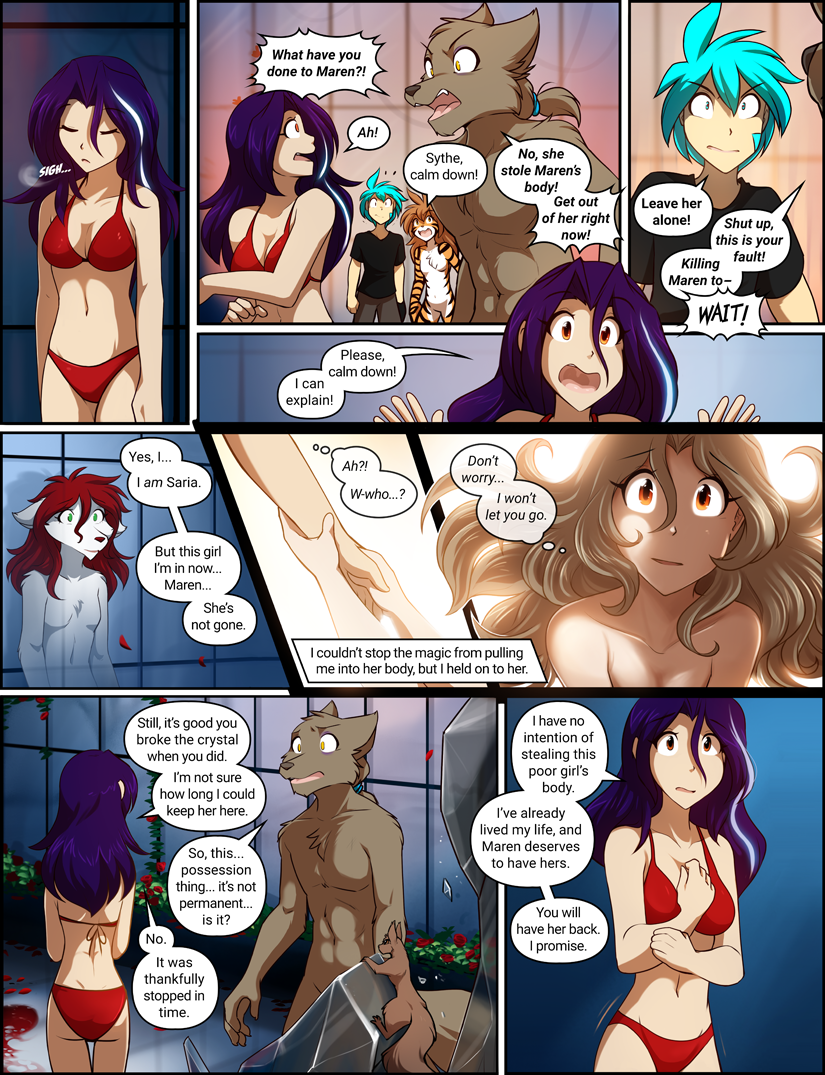 SIGH...
What have you
done to Maren?!
Ah!
Sythe,
calm down!
No, she
stole Maren's
body!
Get out
of her right
now!
Leave her
alone!
Shut up,
this is your
fault!
Killing
Maren to–
WAIT!
Please,
calm down!
I can
explain!
Yes, I...
I am Saria.
But this girl
I'm in now...
Maren...
She's
not gone.
Ah?!
W-who...?
Don't
worry...
I won't
let you go.
I couldn't stop the magic from pulling
me into her body, but I held on to her.
Still, it's good you
broke the crystal
when you did.
I'm not sure
how long I could
keep her here.
So, this...
possession
thing... it's not
permanent...
is it?
No.
It was
thankfully
stopped in
time.
I have no
intention of
stealing this
poor girl's
body.
I've already
lived my life, and
Maren deserves
to have hers.
You will
have her back.
I promise.